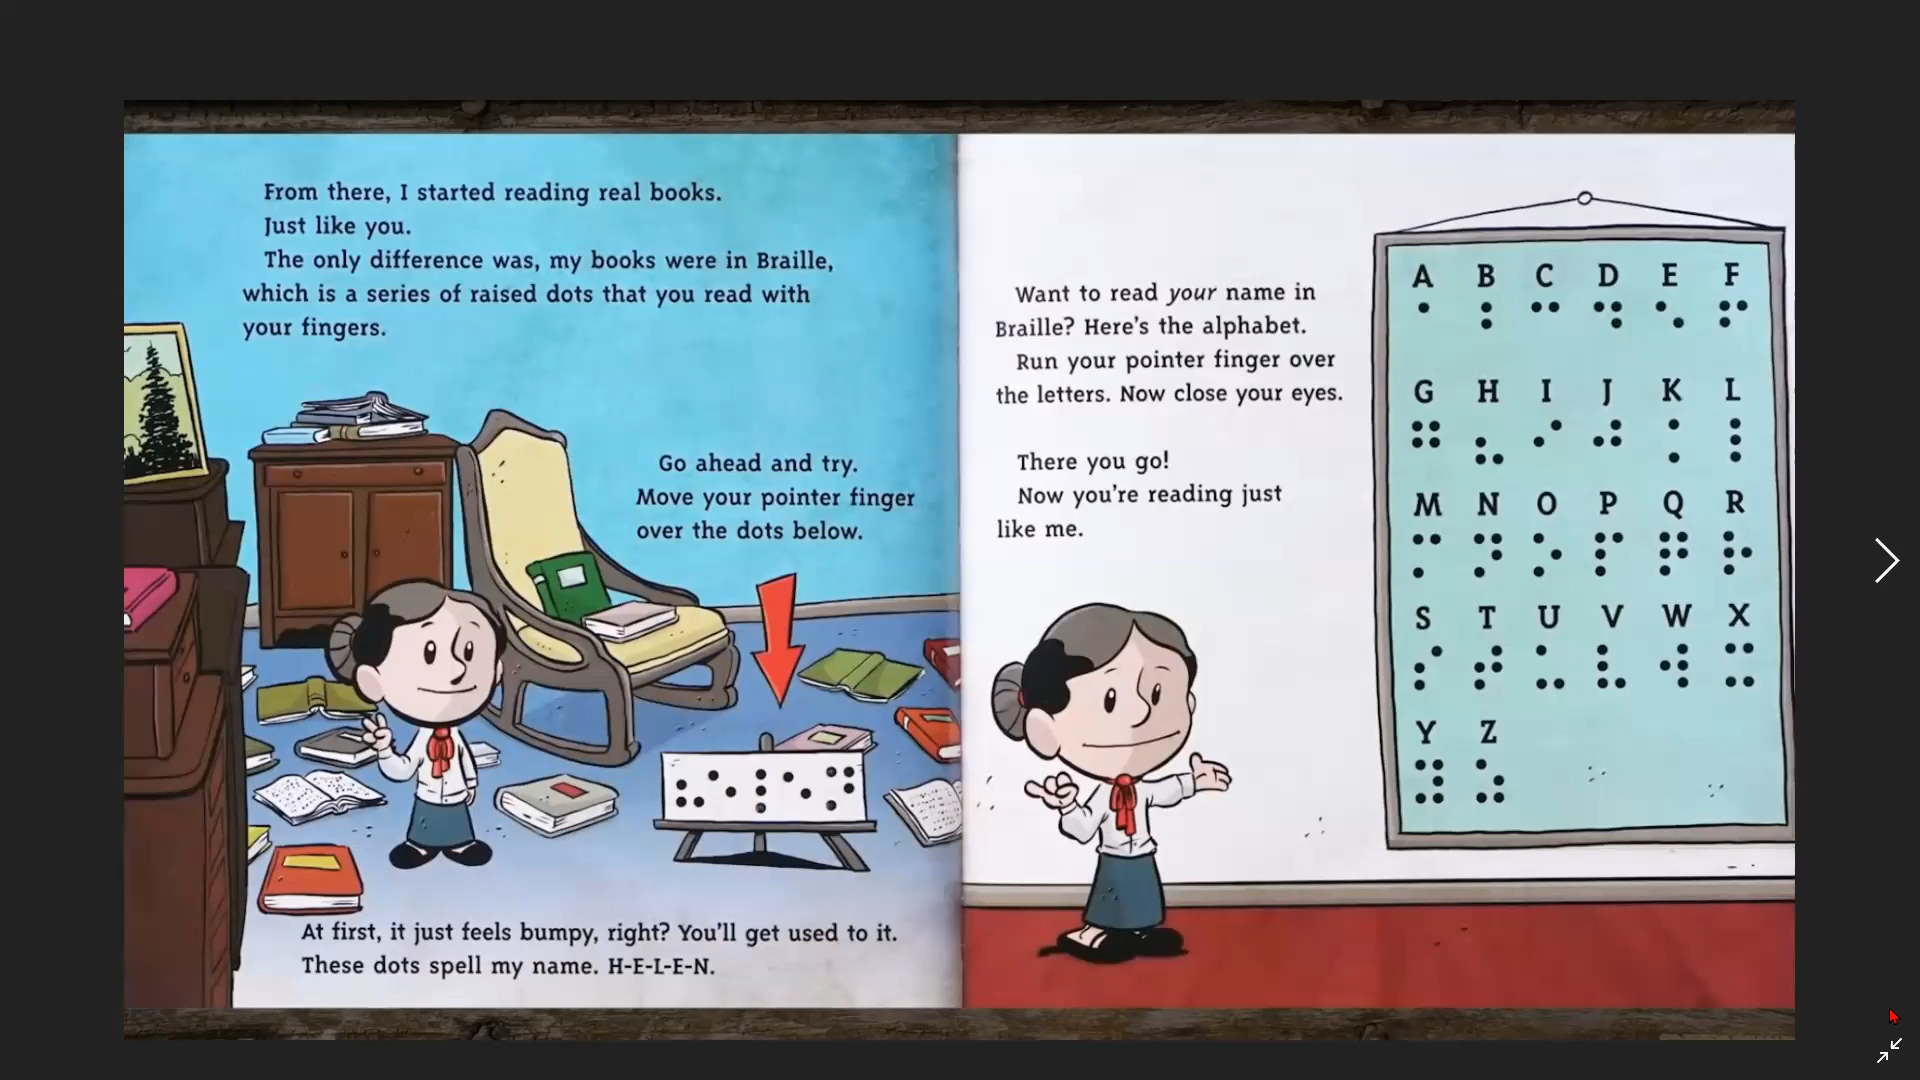 From there, I started reading real books.
Just like you.
The only difference was, my books were in Braille,
which is a series of raised dots that you read with
your fingers.
Go ahead and try.
Move your pointer finger
over the dots below.
At first, it just feels bumpy, right? You'll get used to it.
These dots spell my name. H-E-L-E-N.
Want to read your name in
Braille? Here's the alphabet.
Run your pointer finger over
the letters. Now close your eyes.
There you go!
Now you're reading just
like me.
A B C D E F
G H I J K L
M N O P Q R
S T U V W X
Y Z